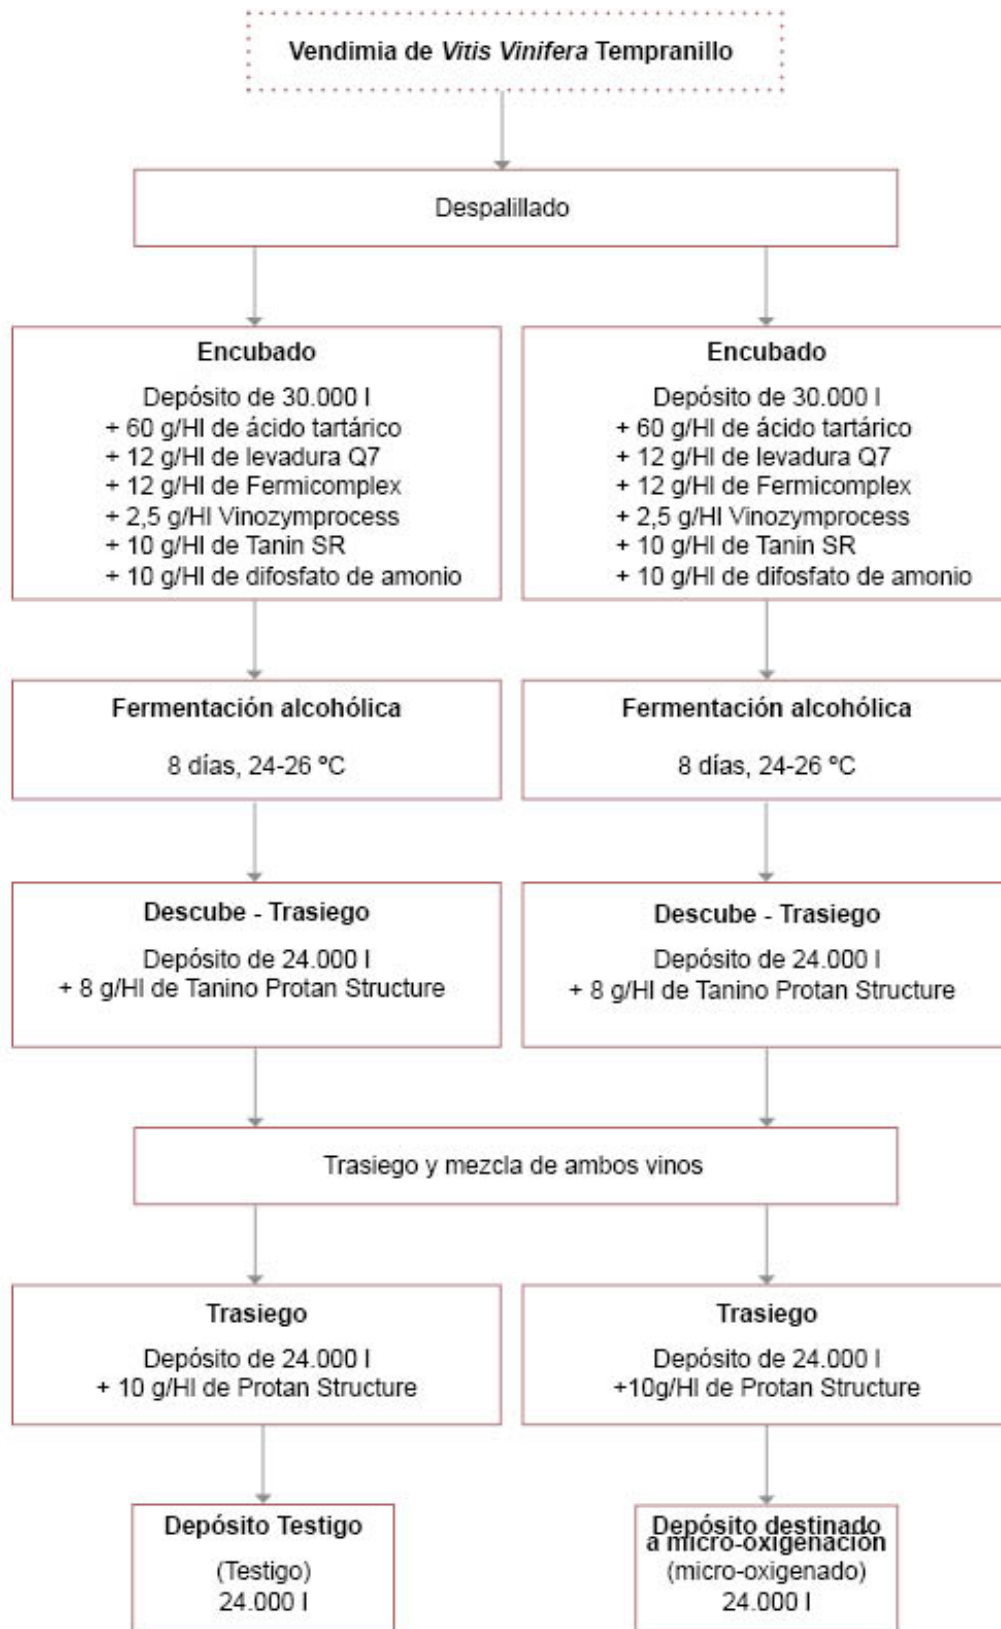 Vendimia de Vitis Vinifera Tempranillo
Despalillado
Encubado
Depósito de 30.000 l
+ 60 g/Hl de ácido tartárico
+ 12 g/Hl de levadura Q7
+ 12 g/Hl de Fermicomplex
+ 2,5 g/Hl Vinozymprocess
+ 10 g/Hl de Tanin SR
+ 10 g/Hl de difosfato de amonio
Encubado
Depósito de 30.000 l
+ 60 g/Hl de ácido tartárico
+ 12 g/Hl de levadura Q7
+ 12 g/Hl de Fermicomplex
+ 2,5 g/Hl Vinozymprocess
+ 10 g/Hl de Tanin SR
+ 10 g/Hl de difosfato de amonio
Fermentación alcohólica
8 días, 24-26 ºC
Fermentación alcohólica
8 días, 24-26 ºC
Descube - Trasiego
Depósito de 24.000 l
+ 8 g/Hl de Tanino Protan Structure
Descube - Trasiego
Depósito de 24.000 l
+ 8 g/Hl de Tanino Protan Structure
Trasiego y mezcla de ambos vinos
Trasiego
Depósito de 24.000 l
+ 10 g/Hl de Protan Structure
Trasiego
Depósito de 24.000 l
+10g/Hl de Protan Structure
Depósito Testigo
(Testigo)
24.000 l
Depósito destinado
a micro-oxigenación
(micro-oxigenado)
24.000 l